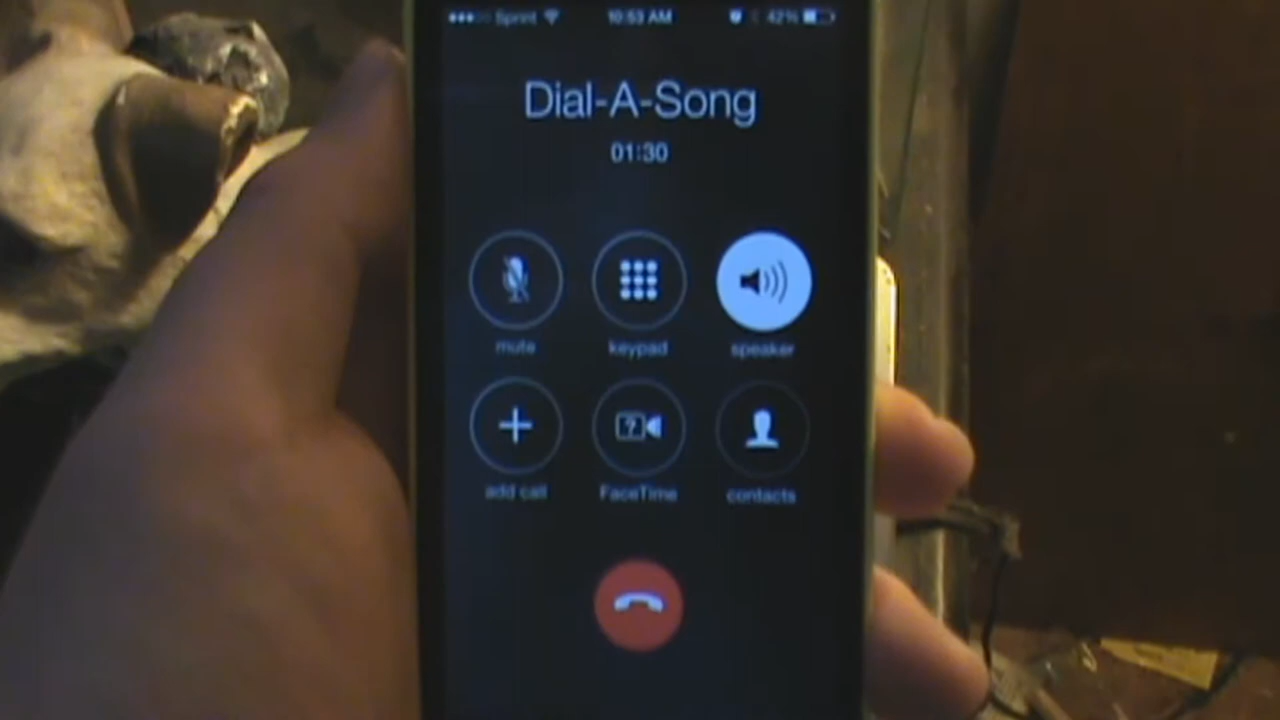 Sprint 10:53 AM 42%
Dial-A-Song
01:30
mute keypad speaker
?
add call FaceTime contacts